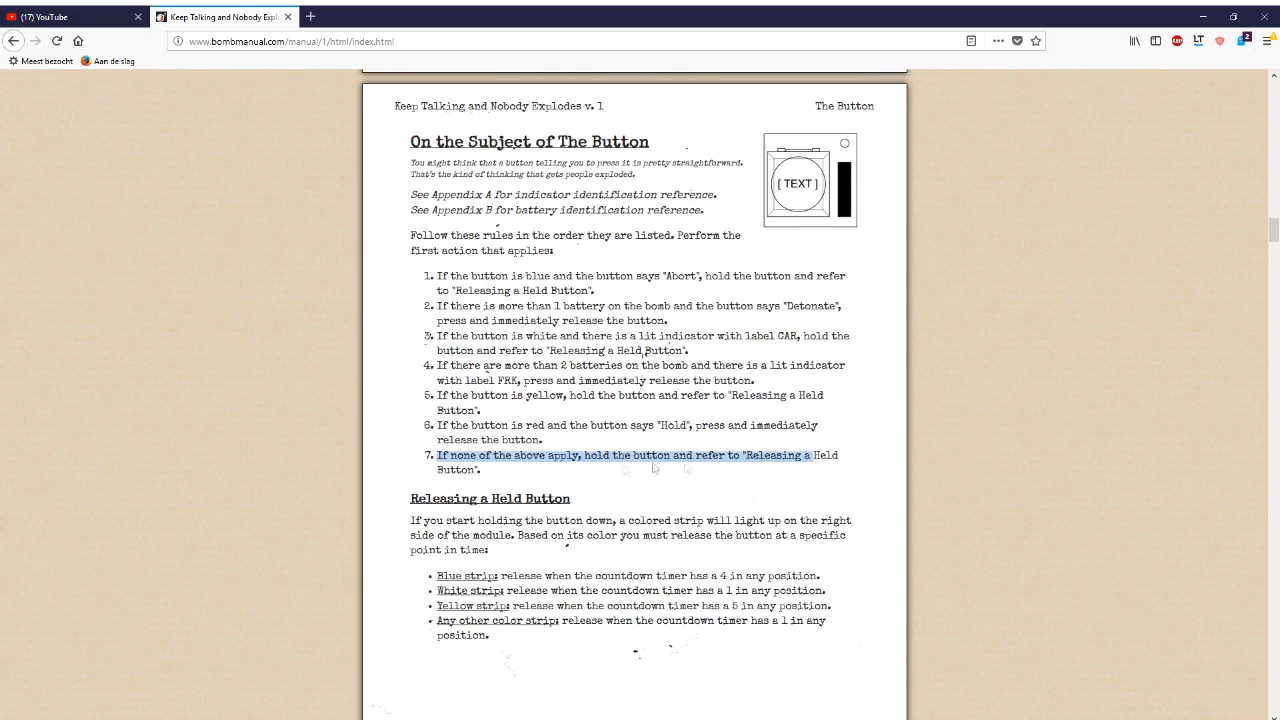 (17) YouTube
Keep Talking and Nobody Explo
www.bombmanual.com/manual/1/html/index.html
ABP
LT
2
Meest bezocht
Aan de slag
Keep Talking and Nobody Explodes v. 1
The Button
On the Subject of The Button
You might think that a button telling you to press it is pretty straightforward.
That's the kind of thinking that gets people exploded.
[ TEXT ]
See Appendix A for indicator identification reference.
See Appendix B for battery identification reference.
Follow these rules in the order they are listed. Perform the
first action that applies:
1. If the button is blue and the button says "Abort", hold the button and refer
to "Releasing a Held Button".
2. If there is more than 1 battery on the bomb and the button says "Detonate",
press and immediately release the button.
3. If the button is white and there is a lit indicator with label CAR, hold the
button and refer to "Releasing a Held Button".
4. If there are more than 2 batteries on the bomb and there is a lit indicator
with label FRK, press and immediately release the button.
5. If the button is yellow, hold the button and refer to "Releasing a Held
Button".
6. If the button is red and the button says "Hold", press and immediately
release the button.
7. If none of the above apply, hold the button and refer to "Releasing a Held
Button".
Releasing a Held Button
If you start holding the button down, a colored strip will light up on the right
side of the module. Based on its color you must release the button at a specific
point in time:
• Blue strip: release when the countdown timer has a 4 in any position.
• White strip: release when the countdown timer has a 1 in any position.
• Yellow strip: release when the countdown timer has a 5 in any position.
• Any other color strip: release when the countdown timer has a 1 in any
position.